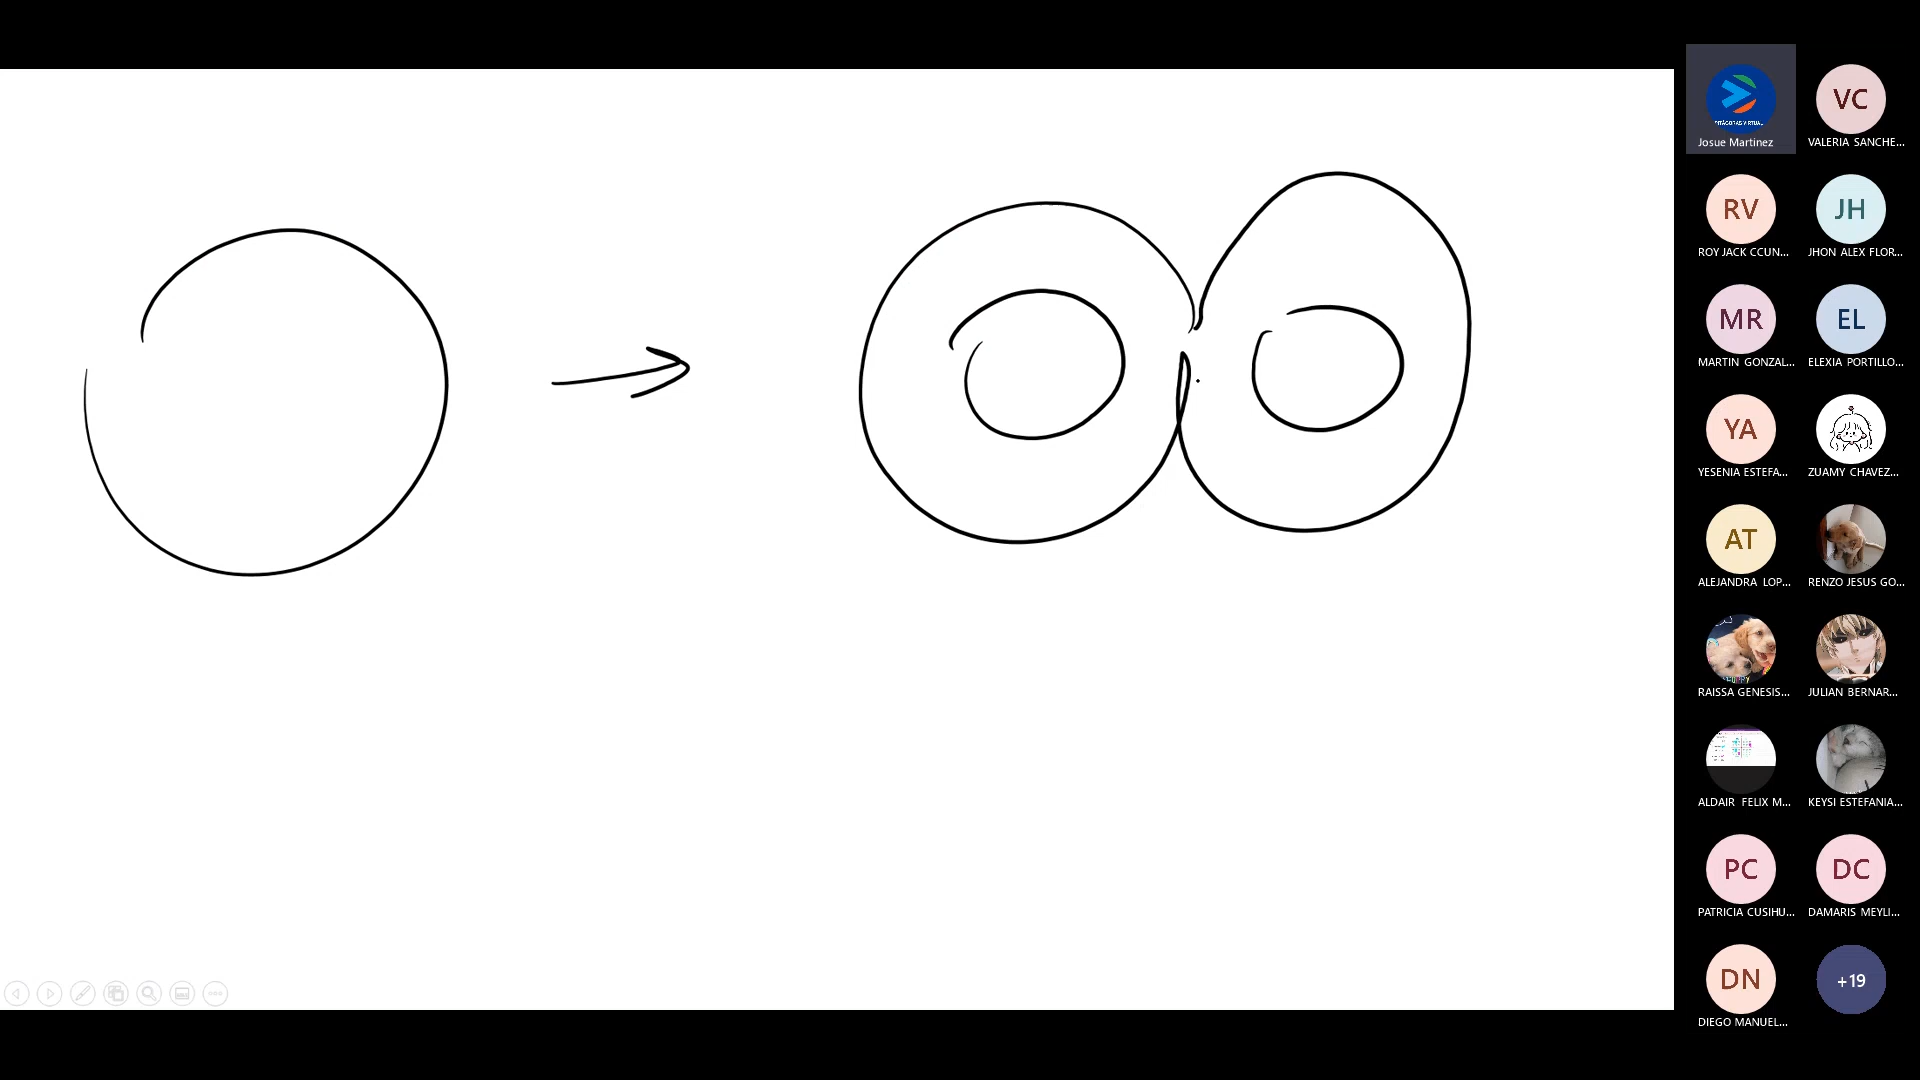 PITÁGORAS VIRTUAL
Josue Martinez
VC
VALERIA SANCHE...
RV
ROY JACK CCUN...
JH
JHON ALEX FLOR...
MR
MARTIN GONZAL...
EL
ELEXIA PORTILLO...
YA
YESENIA ESTEFA...
ZUAMY CHAVEZ...
AT
ALEJANDRA LOP...
RENZO JESUS GO...
RAISSA GENESIS...
JULIAN BERNAR...
ALDAIR FELIX M...
KEYSI ESTEFANIA...
PC
PATRICIA CUSIHU...
DC
DAMARIS MEYLI...
DN
DIEGO MANUEL...
+19